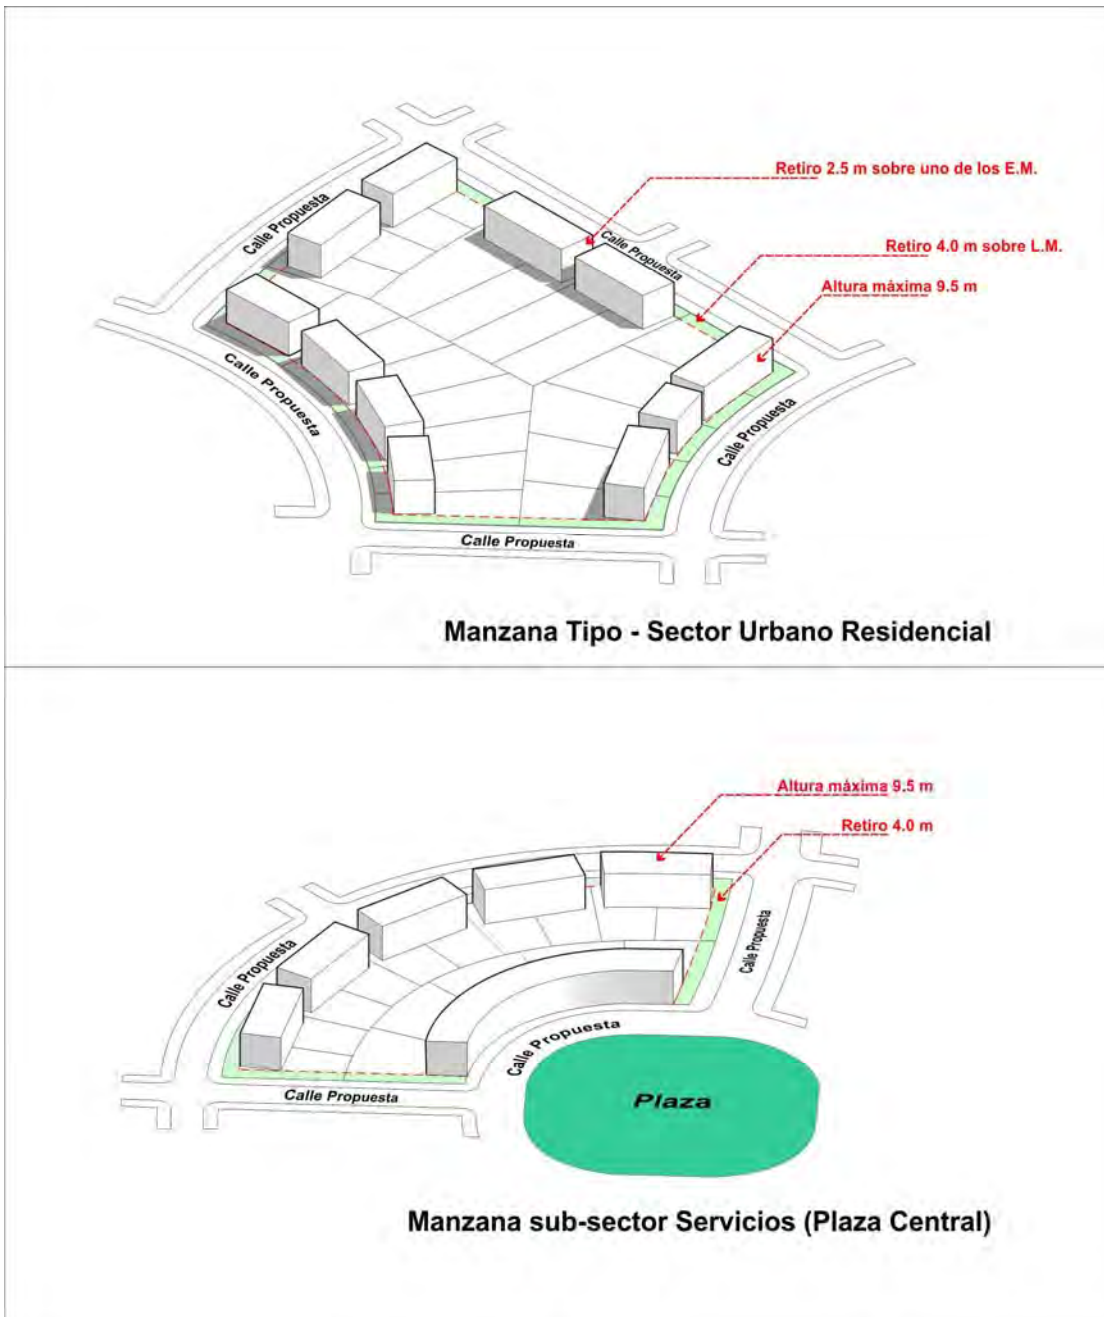 Retiro 2.5 m sobre uno de los E.M.
Calle Propuesta
Calle Propuesta
Retiro 4.0 m sobre L.M.
Altura máxima 9.5 m
Calle Propuesta
Calle Propuesta
Calle Propuesta
Manzana Tipo - Sector Urbano Residencial
Altura máxima 9.5 m
Retiro 4.0 m
Calle Propuesta
Calle Propuesta
Calle Propuesta
Calle Propuesta
Plaza
Manzana sub-sector Servicios (Plaza Central)